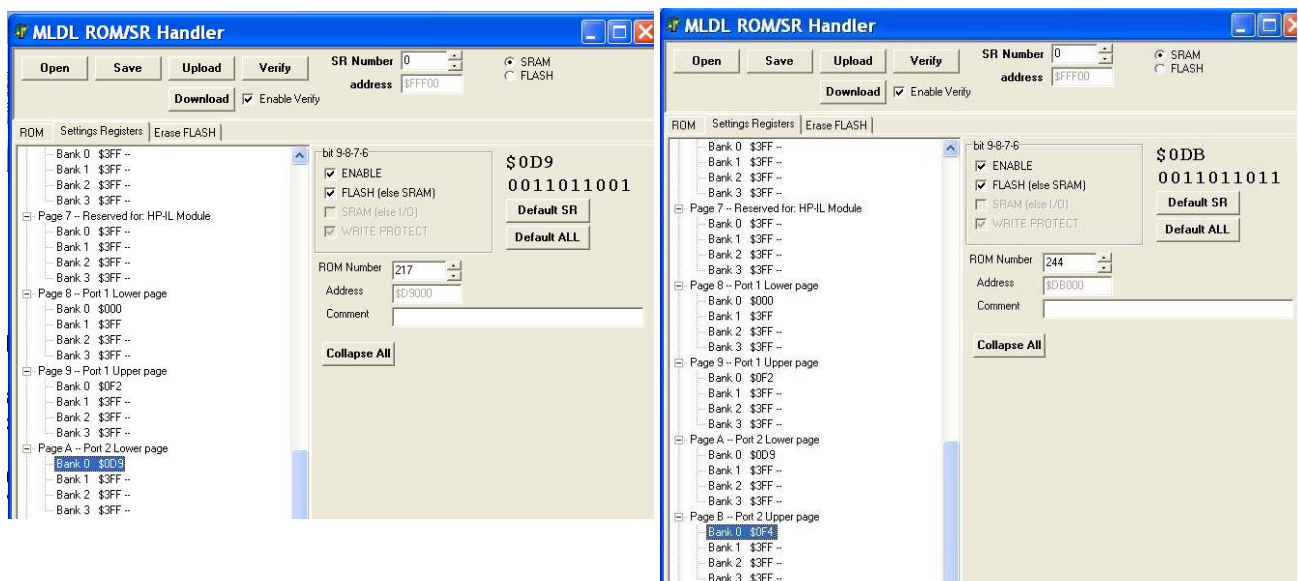 MLDL ROM/SR Handler
Open Save Upload Verify
Download Enable Verify
SR Number 0
address $FFF00
SRAM
FLASH
ROM Settings Registers Erase FLASH
Bank 0 $3FF --
Bank 1 $3FF --
Bank 2 $3FF --
Bank 3 $3FF --
Page 7 -- Reserved for: HP-IL Module
Bank 0 $3FF --
Bank 1 $3FF --
Bank 2 $3FF --
Bank 3 $3FF --
Page 8 -- Port 1 Lower page
Bank 0 $000
Bank 1 $3FF
Bank 2 $3FF --
Bank 3 $3FF --
Page 9 -- Port 1 Upper page
Bank 0 $0F2
Bank 1 $3FF --
Bank 2 $3FF --
Bank 3 $3FF --
Page A -- Port 2 Lower page
Bank 0 $0D9
Bank 1 $3FF --
Bank 2 $3FF --
Bank 3 $3FF --
bit 9-8-7-6
ENABLE
FLASH (else SRAM)
SRAM (else I/O)
WRITE PROTECT
$0D9
0011011001
Default SR
Default ALL
ROM Number 217
Address $D9000
Comment
Collapse All
MLDL ROM/SR Handler
Open Save Upload Verify
Download Enable Verify
SR Number 0
address $FFF00
SRAM
FLASH
ROM Settings Registers Erase FLASH
Bank 0 $3FF --
Bank 1 $3FF --
Bank 2 $3FF --
Bank 3 $3FF --
Page 7 -- Reserved for: HP-IL Module
Bank 0 $3FF --
Bank 1 $3FF --
Bank 2 $3FF --
Bank 3 $3FF --
Page 8 -- Port 1 Lower page
Bank 0 $000
Bank 1 $3FF
Bank 2 $3FF --
Bank 3 $3FF --
Page 9 -- Port 1 Upper page
Bank 0 $0F2
Bank 1 $3FF --
Bank 2 $3FF --
Bank 3 $3FF --
Page A -- Port 2 Lower page
Bank 0 $0D9
Bank 1 $3FF --
Bank 2 $3FF --
Bank 3 $3FF --
Page B -- Port 2 Upper page
Bank 0 $0F4
Bank 1 $3FF --
Bank 2 $3FF --
Bank 3 $3FF --
bit 9-8-7-6
ENABLE
FLASH (else SRAM)
SRAM (else I/O)
WRITE PROTECT
$0DB
0011011011
Default SR
Default ALL
ROM Number 244
Address $DB000
Comment
Collapse All